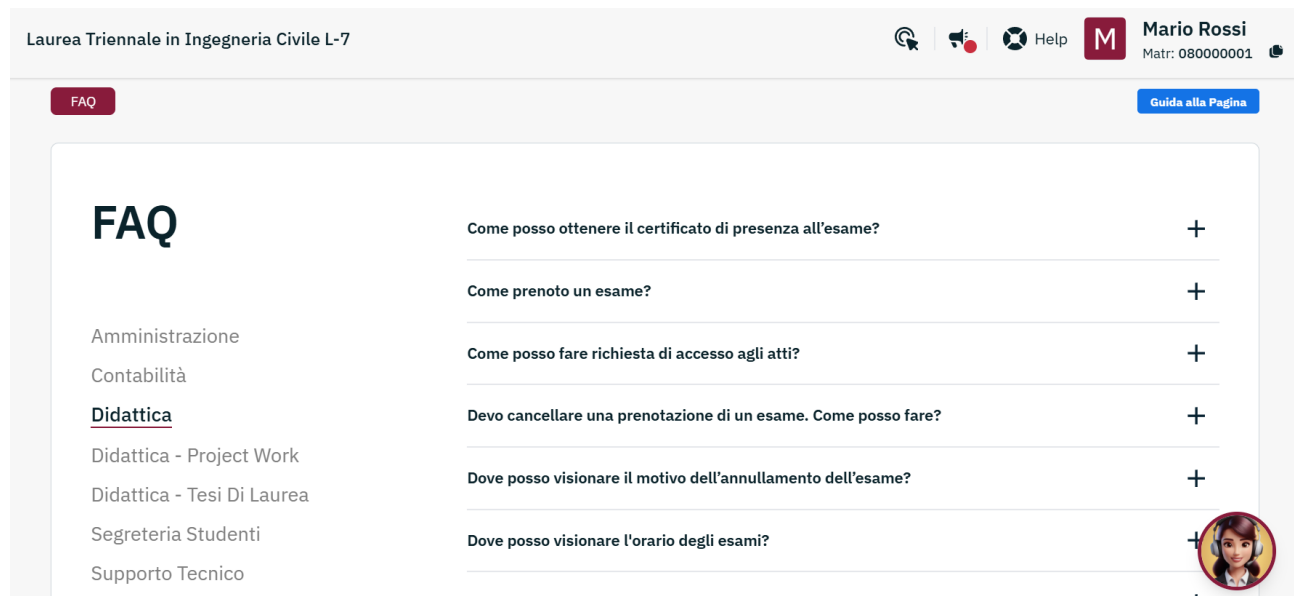 Laurea Triennale in Ingegneria Civile L-7
Help
M
Mario Rossi
Matr: 080000001
FAQ
Guida alla Pagina
FAQ
Amministrazione
Contabilità
Didattica
Didattica - Project Work
Didattica - Tesi Di Laurea
Segreteria Studenti
Supporto Tecnico
Come posso ottenere il certificato di presenza all’esame?
Come prenoto un esame?
Come posso fare richiesta di accesso agli atti?
Devo cancellare una prenotazione di un esame. Come posso fare?
Dove posso visionare il motivo dell’annullamento dell’esame?
Dove posso visionare l'orario degli esami?